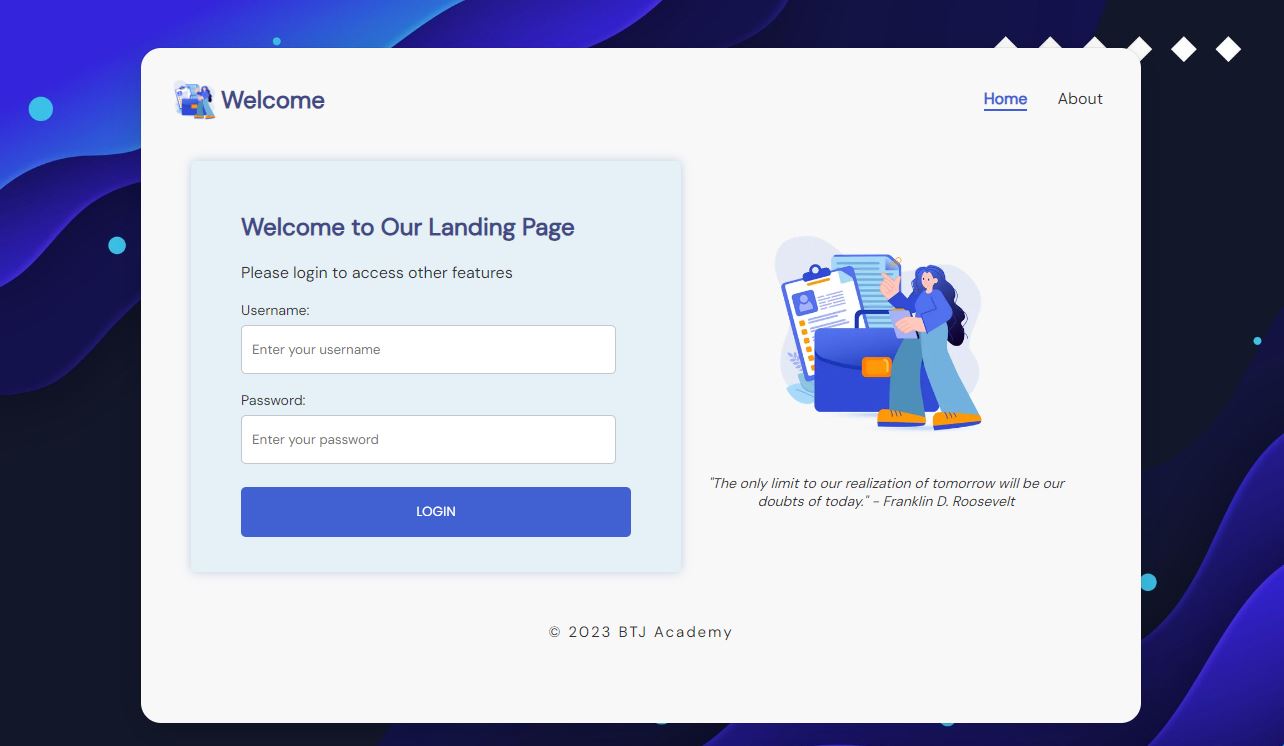 Welcome
Home
About
Welcome to Our Landing Page
Please login to access other features
Username:
Enter your username
Password:
Enter your password
LOGIN
"The only limit to our realization of tomorrow will be our
doubts of today." - Franklin D. Roosevelt
© 2023 BTJ Academy